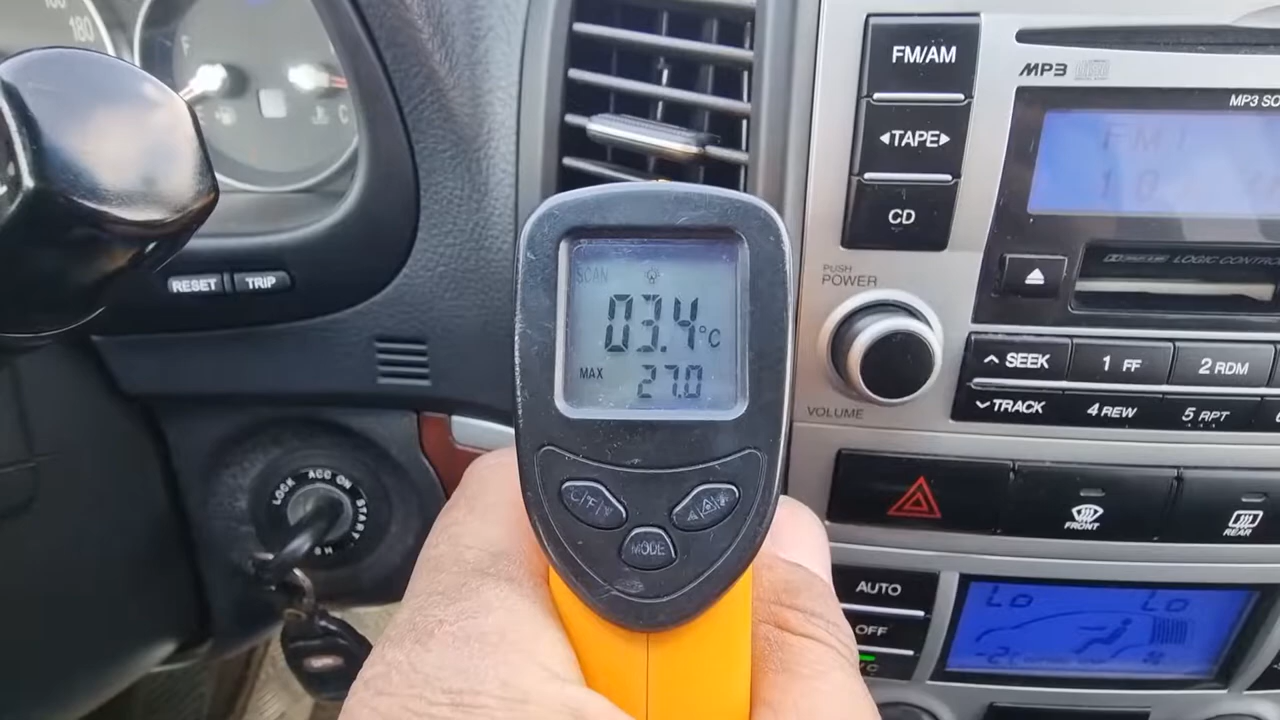 180
F
C
RESET TRIP
LOCK ACC ON START
SCAN
03.4°C
MAX 27.0
C/F/
MODE
FM/AM
◀TAPE▶
CD
PUSH
POWER
VOLUME
MP3
MP3
FM1
LOGIC CONTRO
SEEK
1 FF
2 RDM
TRACK
4 REW
5 RPT
FRONT
REAR
AUTO
OFF
Lo Lo